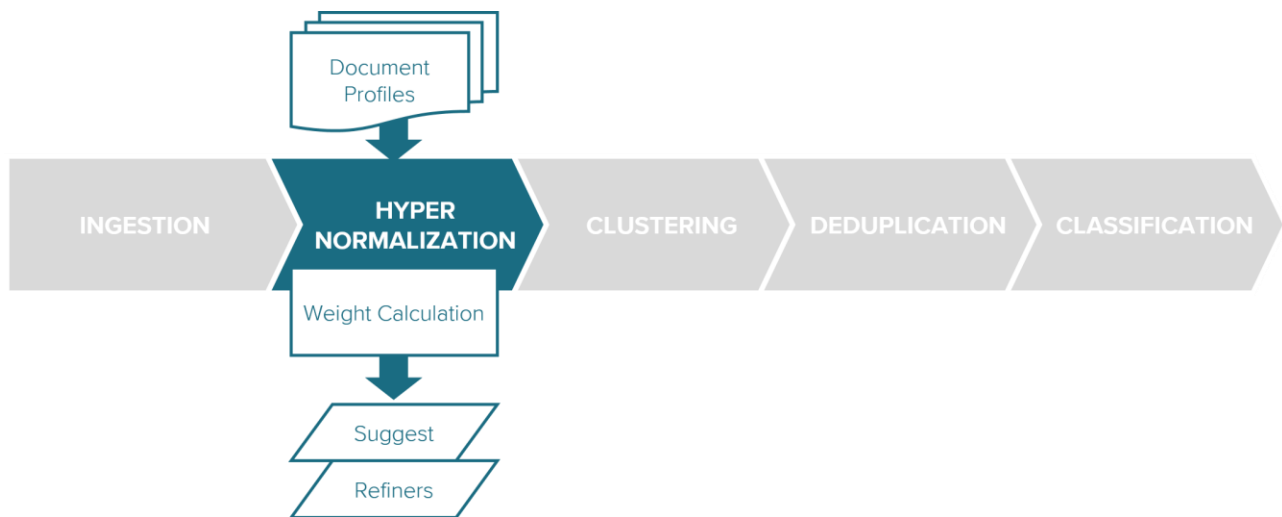 Document
Profiles
INGESTION
HYPER
NORMALIZATION
CLUSTERING
DEDUPLICATION
CLASSIFICATION
Weight Calculation
Suggest
Refiners